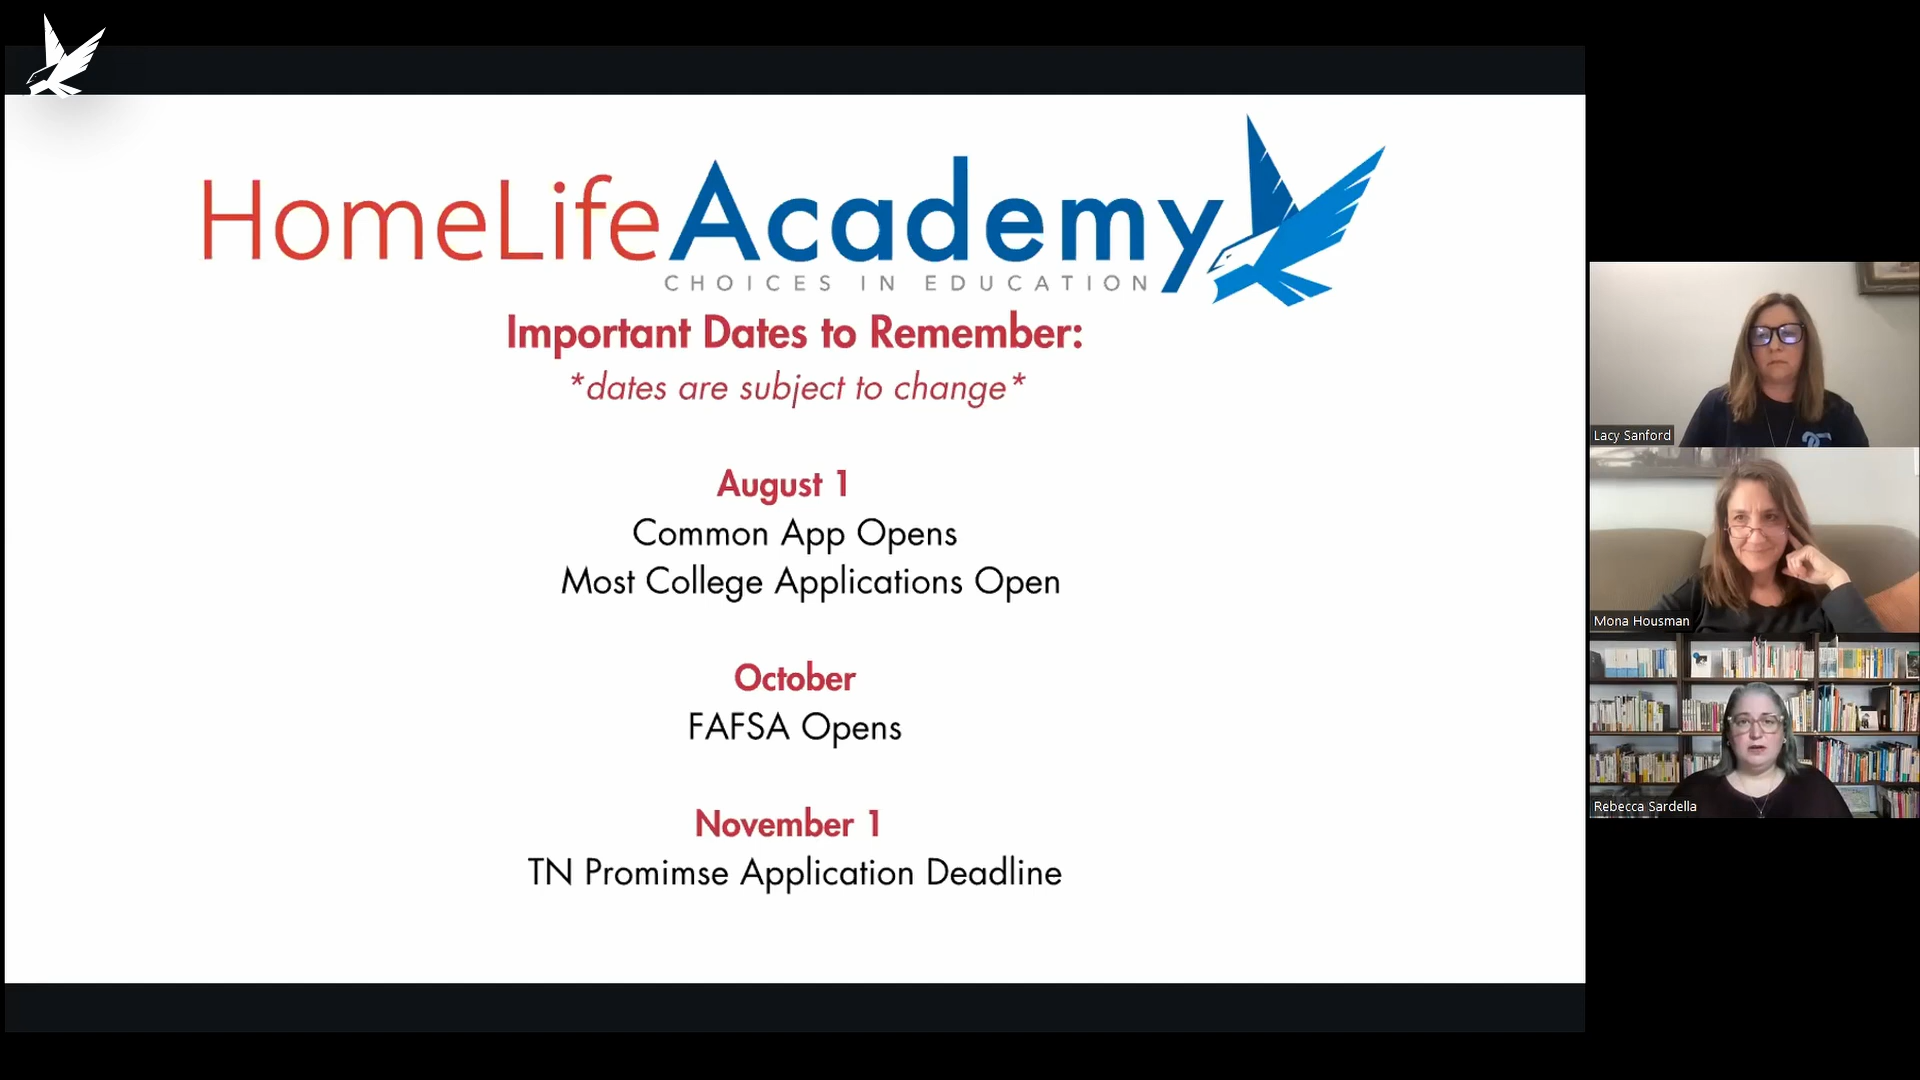 HomeLifeAcademy
CHOICES IN EDUCATION
Important Dates to Remember:
*dates are subject to change*
August 1
Common App Opens
Most College Applications Open
October
FAFSA Opens
November 1
TN Promimse Application Deadline
Lacy Sanford
Mona Housman
Rebecca Sardella